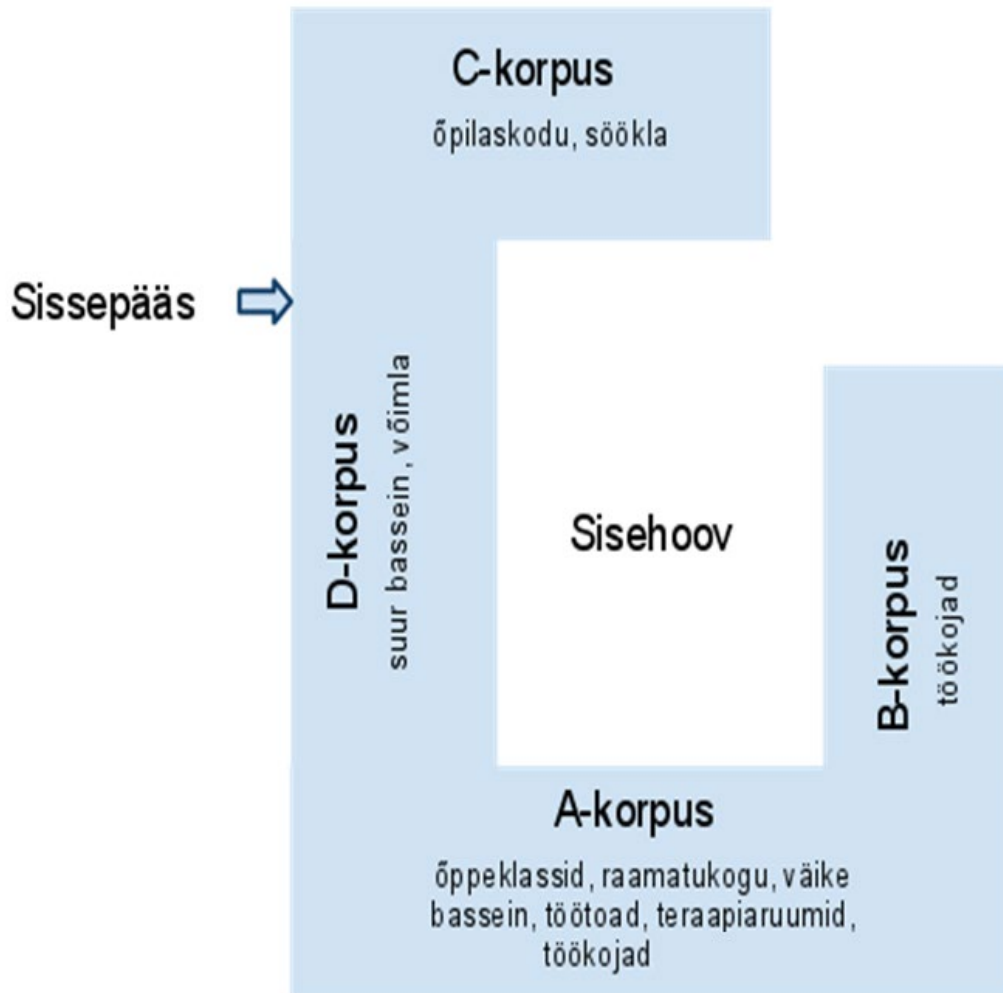 C-korpus
õpilaskodu, söökla
Sissepääs
D-korpus
suur bassein, võimla
Sisehoov
B-korpus
töökojad
A-korpus
õppeklassid, raamatukogu, väike
bassein, töötoad, teraapiaruumid,
töökojad